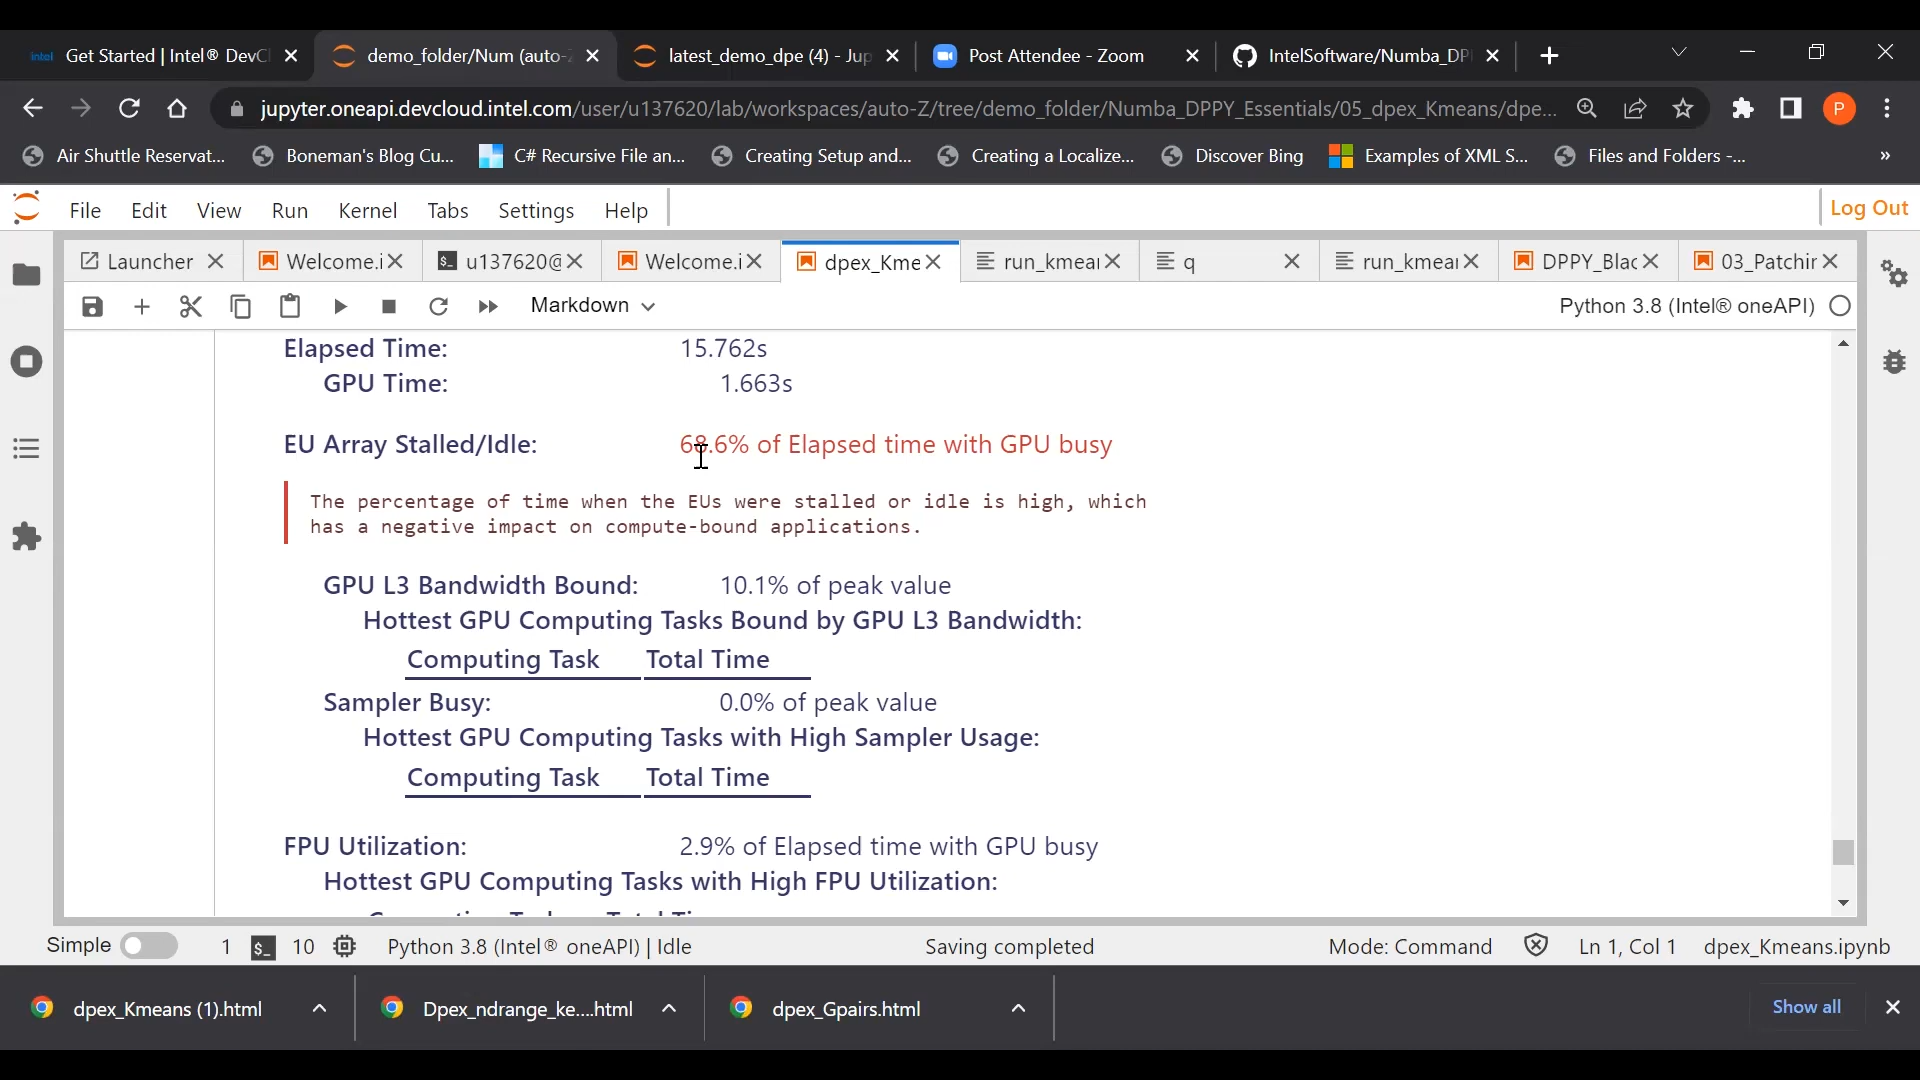 intel Get Started | Intel® DevCl
demo_folder/Num (auto-Z
latest_demo_dpe (4) - Jup
Post Attendee - Zoom
IntelSoftware/Numba_DP
jupyter.oneapi.devcloud.intel.com/user/u137620/lab/workspaces/auto-Z/tree/demo_folder/Numba_DPPY_Essentials/05_dpex_Kmeans/dpe...
P
Air Shuttle Reservat...
Boneman's Blog Cu...
C# Recursive File an...
Creating Setup and...
Creating a Localize...
Discover Bing
Examples of XML S...
Files and Folders -...
»
File Edit View Run Kernel Tabs Settings Help
Log Out
Launcher
Welcome.i
u137620@
Welcome.i
dpex_Kme
run_kmea
q
run_kmea
DPPY_Blac
03_Patchir
Markdown
Python 3.8 (Intel® oneAPI)
Elapsed Time: 15.762s
GPU Time: 1.663s
EU Array Stalled/Idle: 68.6% of Elapsed time with GPU busy
The percentage of time when the EUs were stalled or idle is high, which
has a negative impact on compute-bound applications.
GPU L3 Bandwidth Bound: 10.1% of peak value
Hottest GPU Computing Tasks Bound by GPU L3 Bandwidth:
Computing Task Total Time
Sampler Busy: 0.0% of peak value
Hottest GPU Computing Tasks with High Sampler Usage:
Computing Task Total Time
FPU Utilization: 2.9% of Elapsed time with GPU busy
Hottest GPU Computing Tasks with High FPU Utilization:
Simple 1 $_ 10 Python 3.8 (Intel® oneAPI) | Idle Saving completed Mode: Command Ln 1, Col 1 dpex_Kmeans.ipynb
dpex_Kmeans (1).html
Dpex_ndrange_ke....html
dpex_Gpairs.html
Show all